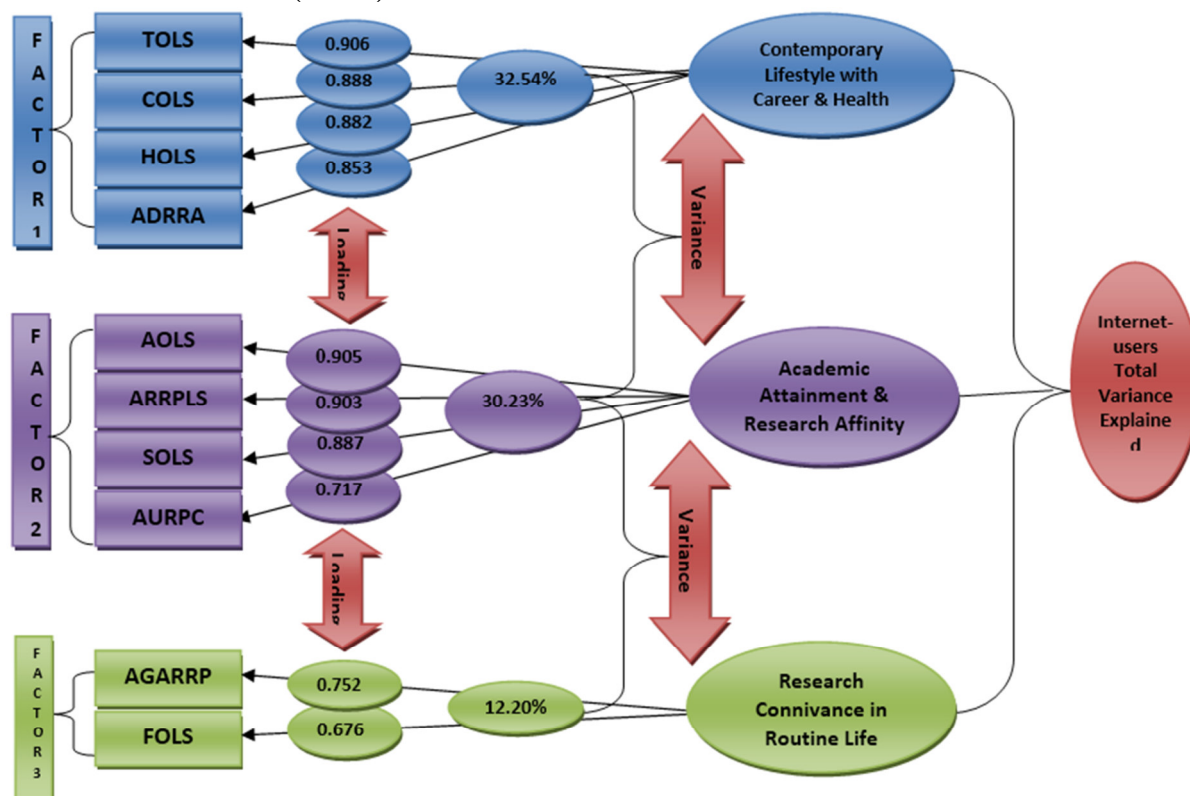 F
A
C
T
O
R
1
TOLS
COLS
HOLS
ADRRA
0.906
0.888
0.882
0.853
32.54%
Contemporary
Lifestyle with
Career & Health
Loading
Variance
F
A
C
T
O
R
2
AOLS
ARRPLS
SOLS
AURPC
0.905
0.903
0.887
0.717
30.23%
Academic
Attainment &
Research Affinity
Internet-
users
Total
Variance
Explaine
d
Loading
Variance
F
A
C
T
O
R
3
AGARRP
FOLS
0.752
0.676
12.20%
Research
Connivance in
Routine Life